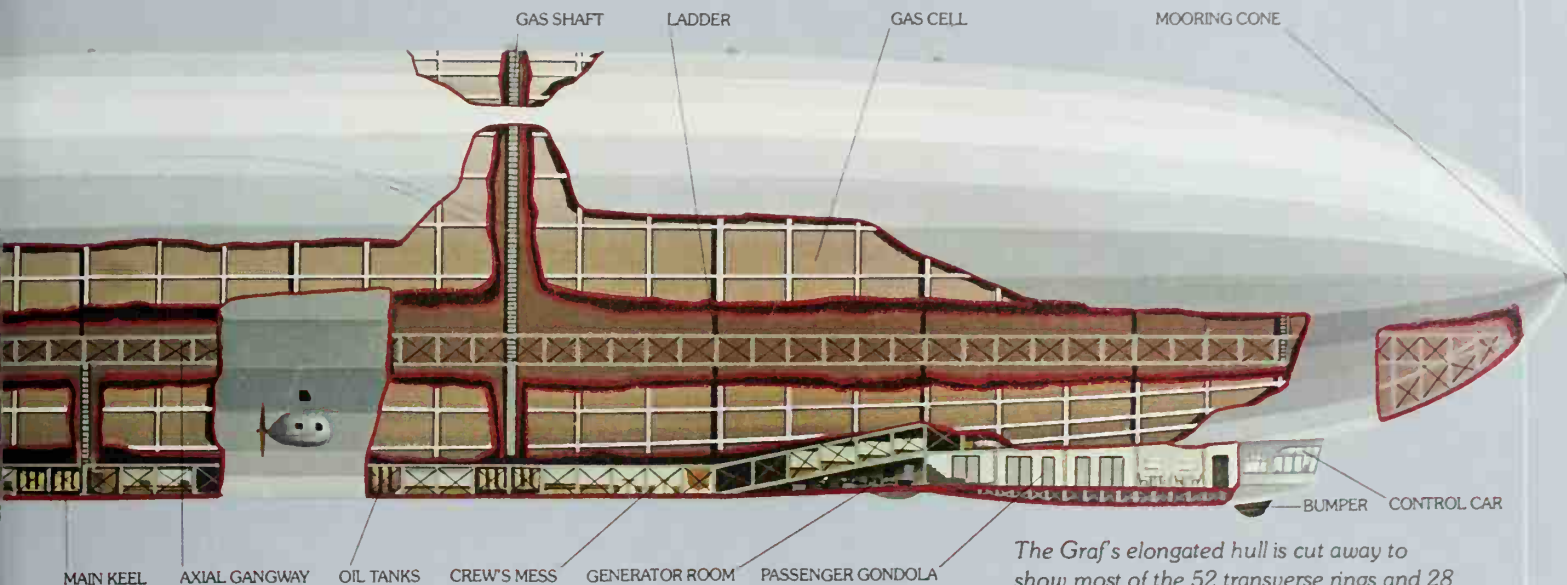 GAS SHAFT LADDER GAS CELL MOORING CONE
BUMPER CONTROL CAR
MAIN KEEL AXIAL GANGWAY OIL TANKS CREW'S MESS GENERATOR ROOM PASSENGER GONDOLA
The Graf's elongated hull is cut away to
show most of the 52 transverse rings and 28